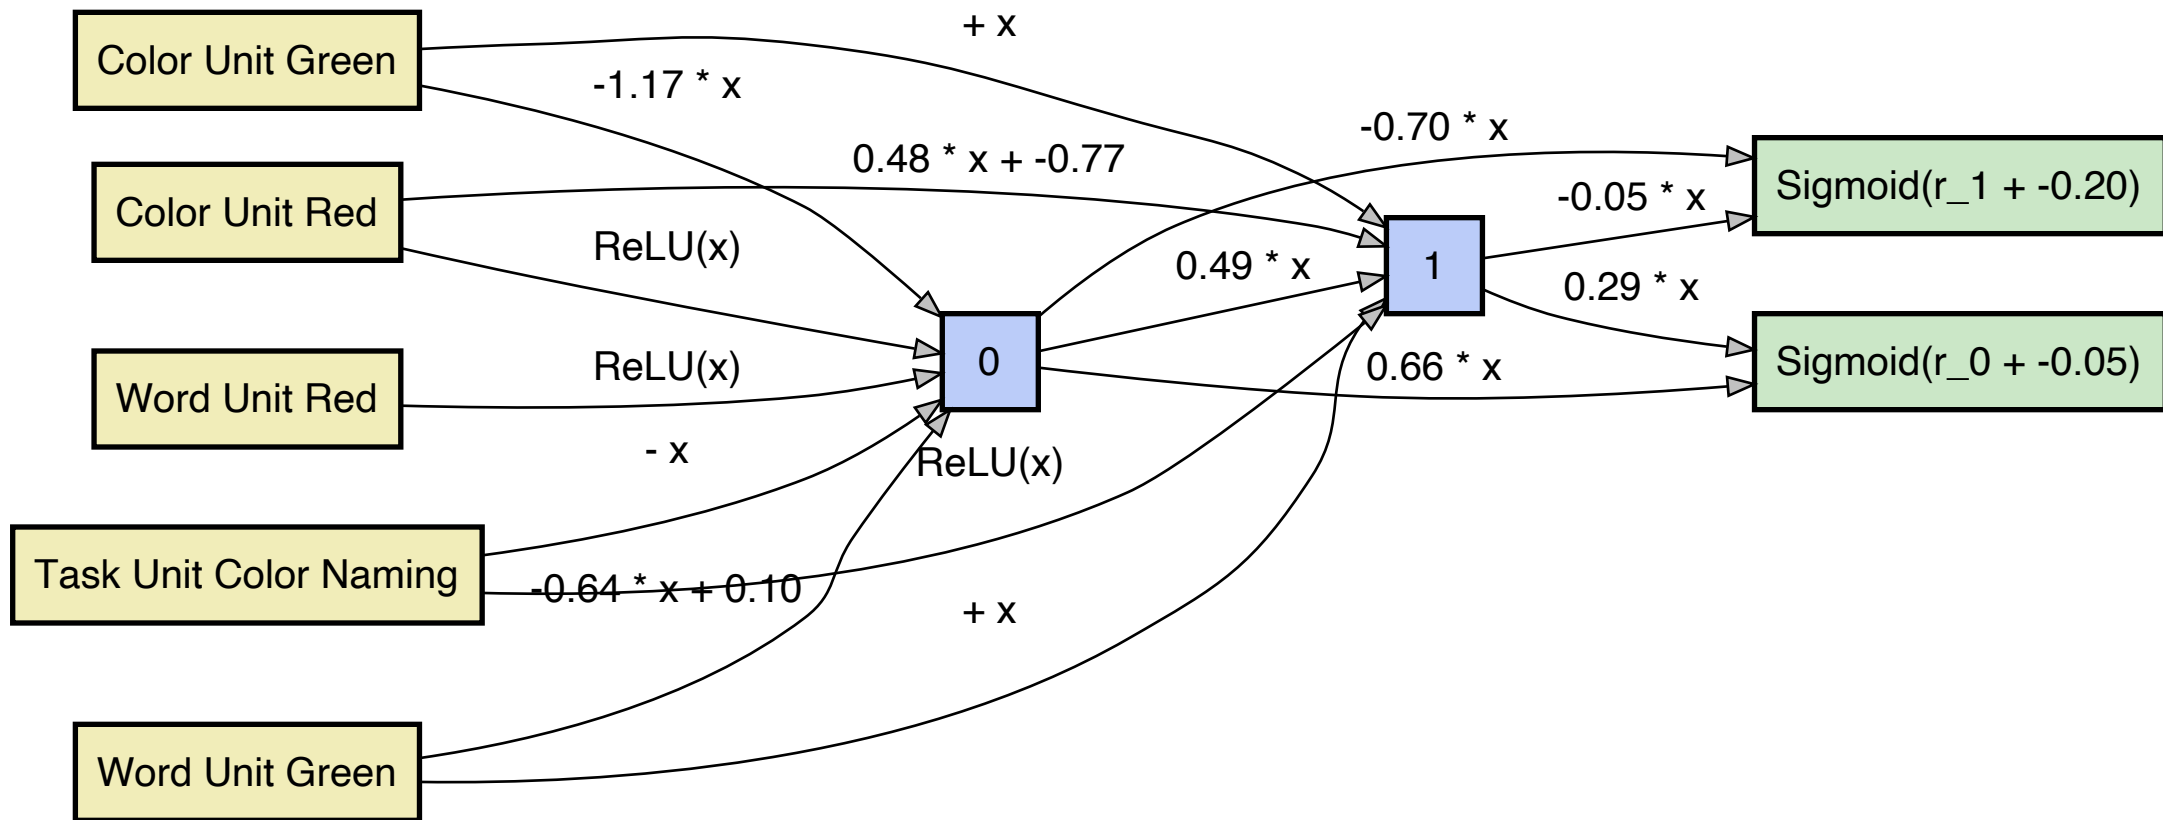 + x
Color Unit Green
-1.17 * x
-0.70 * x
0.48 * x + -0.77
Sigmoid(r_1 + -0.20)
-0.05 * x
Color Unit Red
ReLU(x)
0.49 * x
1
0.29 * x
ReLU(x)
0
0.66 * x
Sigmoid(r_0 + -0.05)
Word Unit Red
- x
ReLU(x)
Task Unit Color Naming
-0.64 * x + 0.10
+ x
Word Unit Green